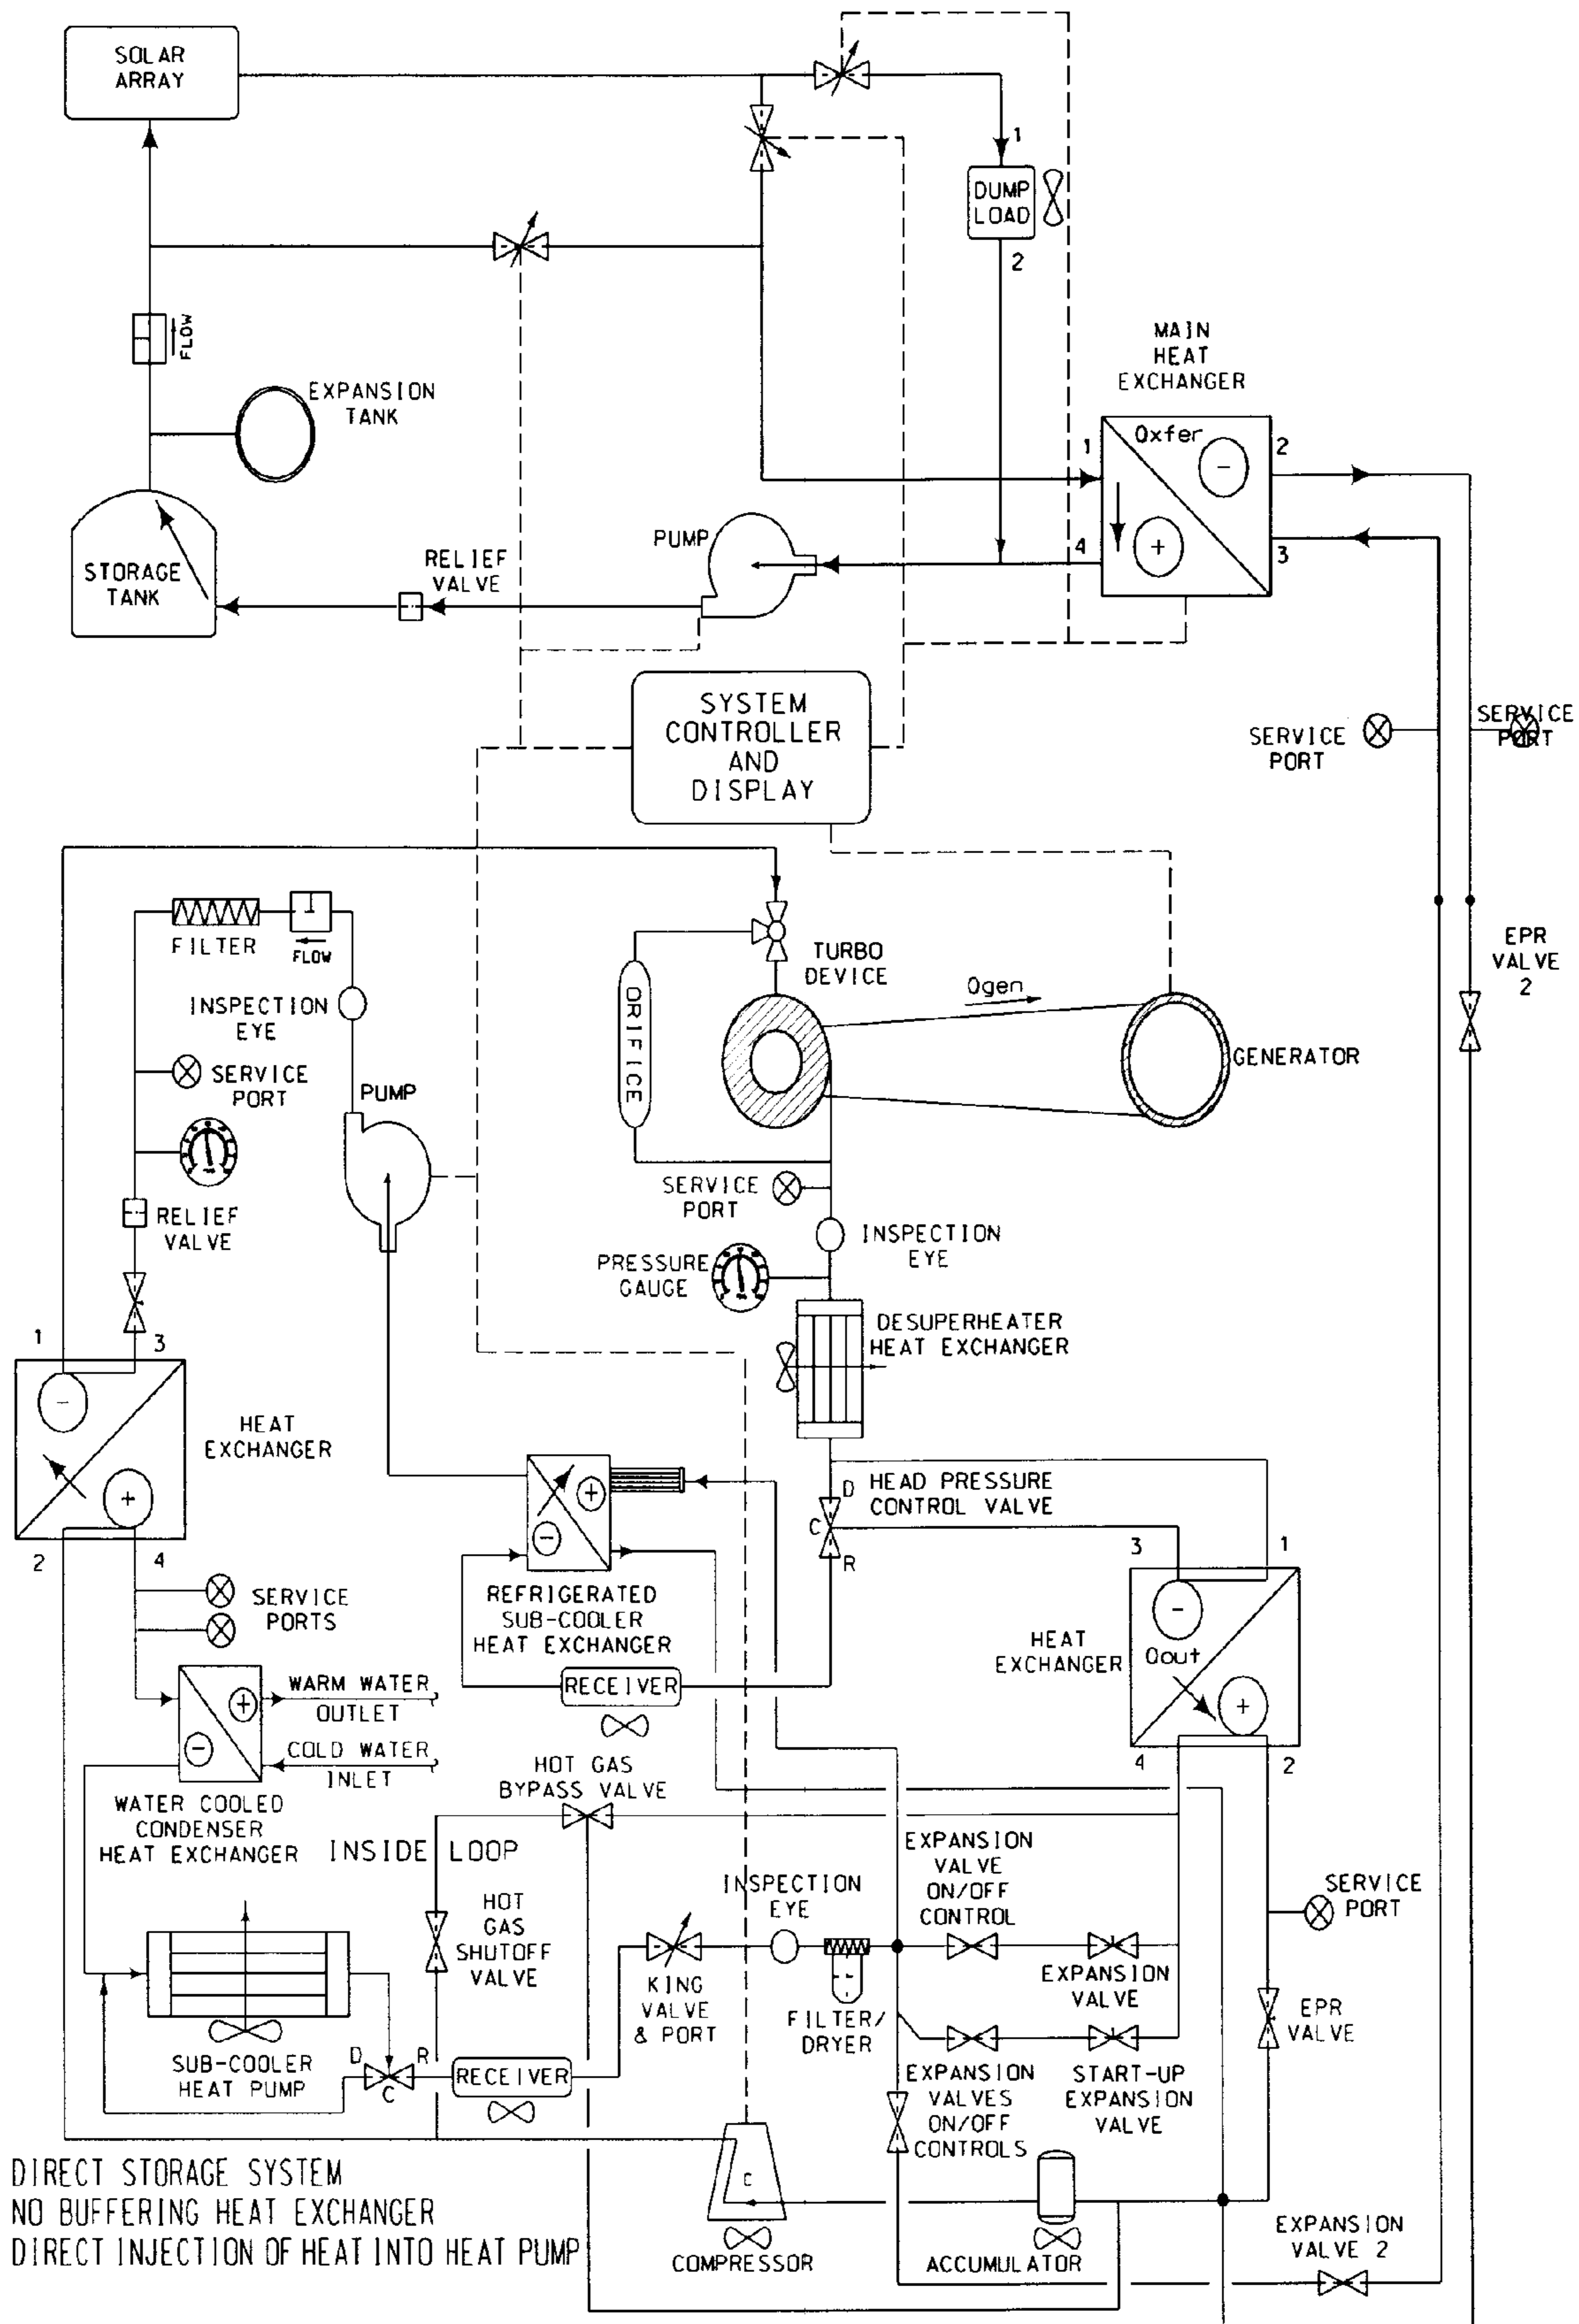 SOLAR
ARRAY
1
DUMP
LOAD
2
FLOW
EXPANSION
TANK
MAIN
HEAT
EXCHANGER
Qxfer
1
2
-
+
4
3
PUMP
RELIEF
VALVE
STORAGE
TANK
SYSTEM
CONTROLLER
AND
DISPLAY
SERVICE
PORT
SERVICE
PORT
FILTER
FLOW
TURBO
DEVICE
EPR
VALVE
2
INSPECTION
EYE
ORIFICE
Qgen
GENERATOR
SERVICE
PORT
PUMP
SERVICE
PORT
RELIEF
VALVE
INSPECTION
EYE
PRESSURE
GAUGE
DESUPERHEATER
HEAT EXCHANGER
1
3
-
+
2
4
HEAT
EXCHANGER
D
C
R
HEAD PRESSURE
CONTROL VALVE
+
-
REFRIGERATED
SUB-COOLER
HEAT EXCHANGER
3
1
-
Qout
+
4
2
HEAT
EXCHANGER
SERVICE
PORTS
RECEIVER
WARM WATER
OUTLET
COLD WATER
INLET
+
-
WATER COOLED
CONDENSER
HEAT EXCHANGER
INSIDE LOOP
HOT GAS
BYPASS VALVE
HOT
GAS
SHUTOFF
VALVE
INSPECTION
EYE
EXPANSION
VALVE
ON/OFF
CONTROL
SERVICE
PORT
KING
VALVE
& PORT
FILTER/
DRYER
EXPANSION
VALVE
EPR
VALVE
SUB-COOLER
HEAT PUMP
D
R
C
RECEIVER
EXPANSION
VALVES
ON/OFF
CONTROLS
START-UP
EXPANSION
VALVE
C
COMPRESSOR
ACCUMULATOR
EXPANSION
VALVE 2
DIRECT STORAGE SYSTEM
NO BUFFERING HEAT EXCHANGER
DIRECT INJECTION OF HEAT INTO HEAT PUMP